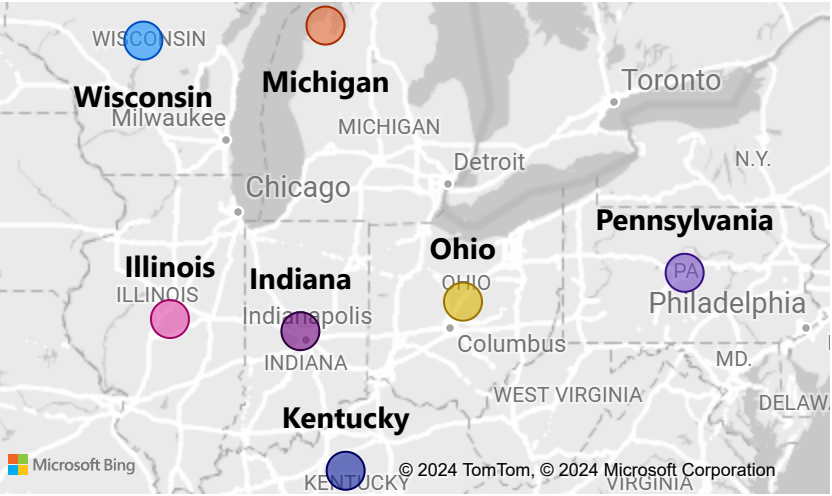 WISCONSIN
Wisconsin
Michigan
Toronto
Milwaukee
MICHIGAN
Detroit
N.Y.
Chicago
Pennsylvania
Ohio
Illinois
Indiana
PA
OHIO
ILLINOIS
Philadelphia
Indianapolis
Columbus
INDIANA
MD.
WEST VIRGINIA
DELAWA
Kentucky
Microsoft Bing
© 2024 TomTom, © 2024 Microsoft Corporation
KENTUCKY
VIRGINIA